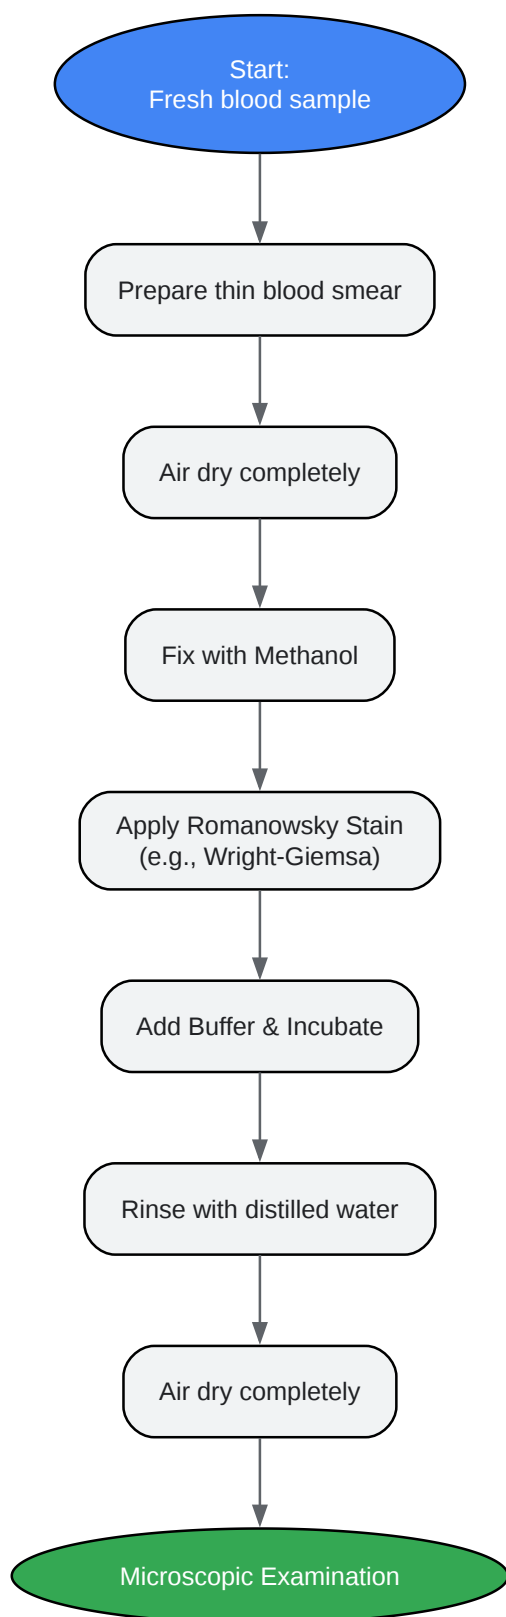 Start:
Fresh blood sample
Prepare thin blood smear
Air dry completely
Fix with Methanol
Apply Romanowsky Stain
(e.g., Wright-Giemsa)
Add Buffer & Incubate
Rinse with distilled water
Air dry completely
Microscopic Examination